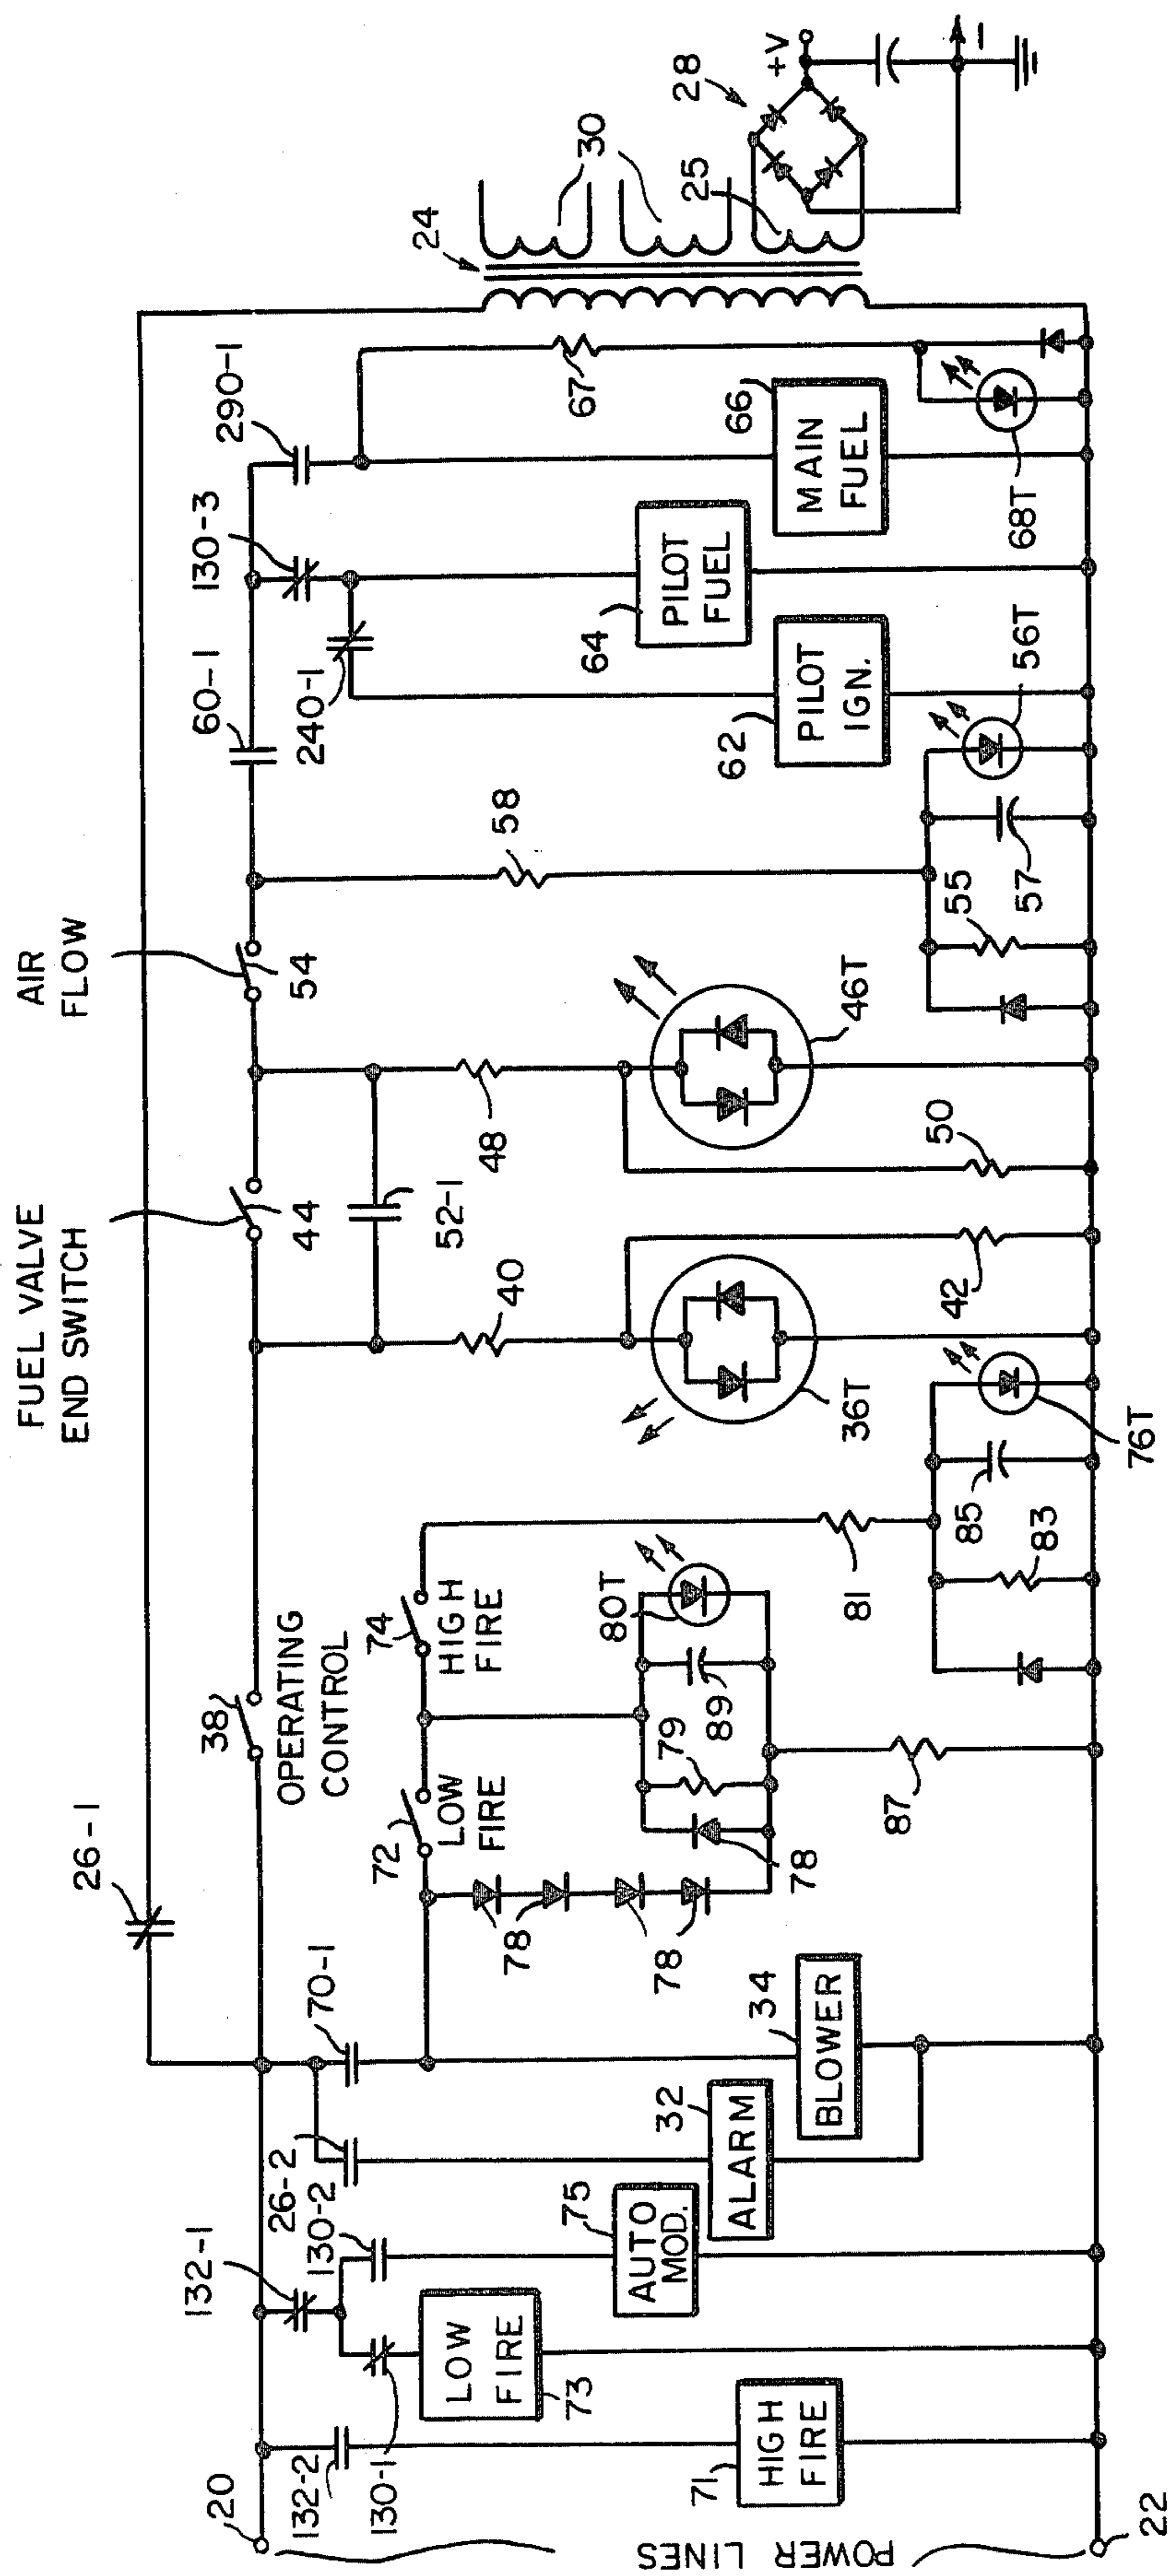 POWER LINES
20
22
132-2
130-1
71
HIGH
FIRE
132-1
73
LOW
FIRE
130-2
75
AUTO
MOD.
26-2
32
ALARM
70-1
34
BLOWER
26-1
38
OPERATING
CONTROL
72
LOW
FIRE
74
HIGH
FIRE
78
78
78
79
89
80T
87
81
83
85
76T
FUEL VALVE
END SWITCH
44
52-1
40
36T
42
48
46T
50
AIR
FLOW
54
58
55
57
56T
60-1
240-1
130-3
290-1
62
PILOT
IGN.
64
PILOT
FUEL
66
MAIN
FUEL
67
68T
24
30
25
28
+V
1